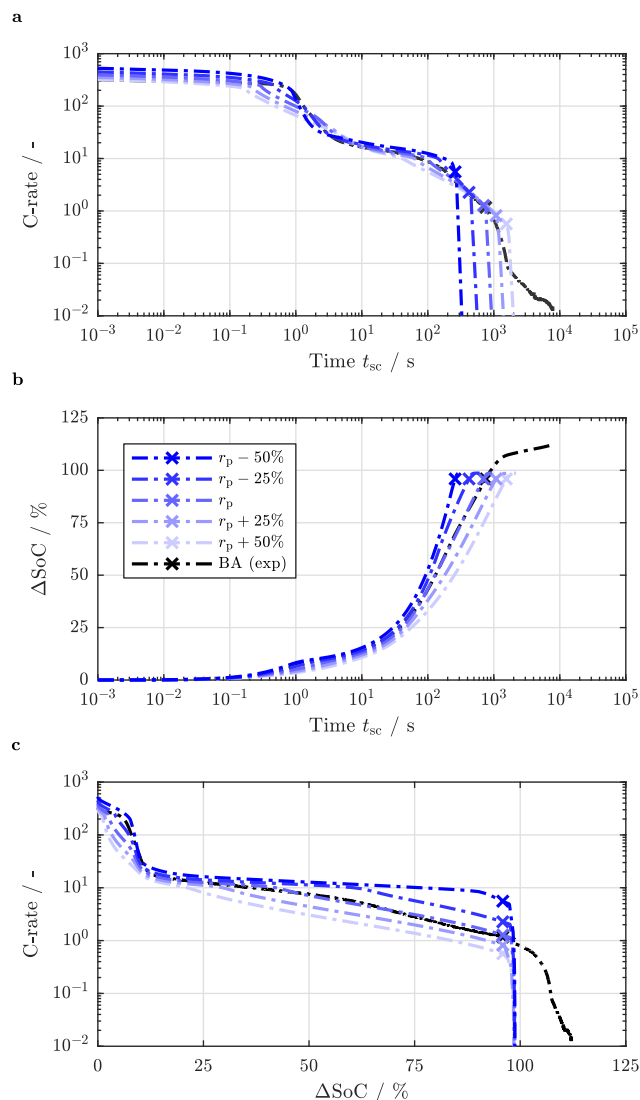 a
10³
10²
10¹
10⁰
10⁻¹
10⁻²
C-rate / -
10⁻³ 10⁻² 10⁻¹ 10⁰ 10¹ 10² 10³ 10⁴ 10⁵
Time t_sc / s
b
125
100
75
50
25
0
ΔSoC / %
r_p − 50%
r_p − 25%
r_p
r_p + 25%
r_p + 50%
BA (exp)
10⁻³ 10⁻² 10⁻¹ 10⁰ 10¹ 10² 10³ 10⁴ 10⁵
Time t_sc / s
c
10³
10²
10¹
10⁰
10⁻¹
10⁻²
C-rate / -
0 25 50 75 100 125
ΔSoC / %